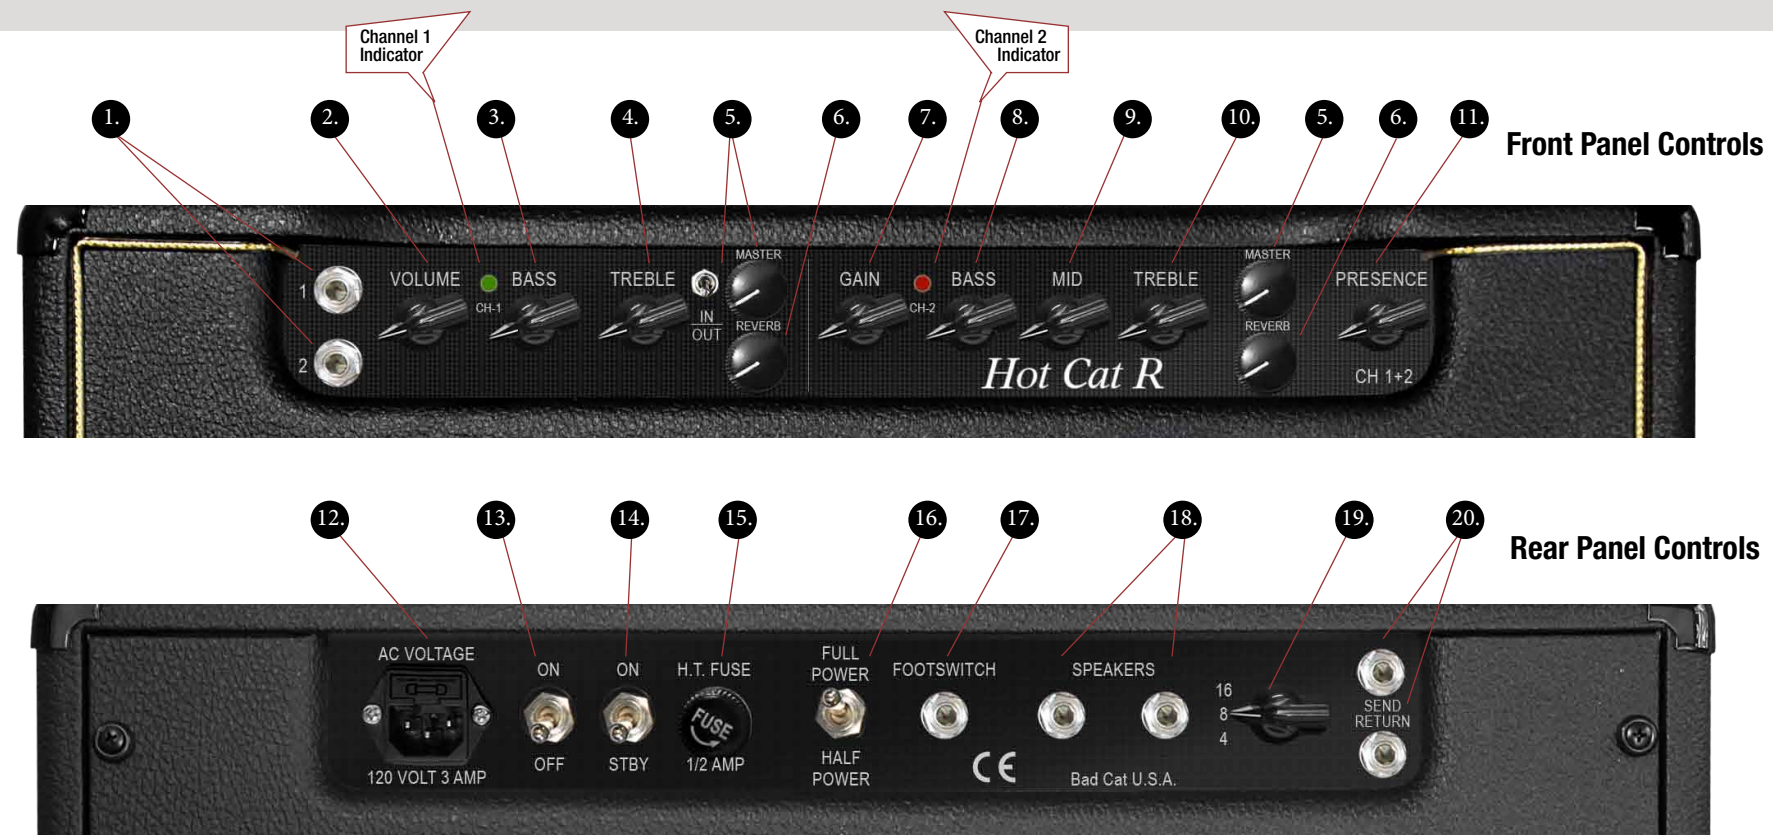 Channel 1
Indicator
Channel 2
Indicator
1. 2. 3. 4. 5. 6. 7. 8. 9. 10. 5. 6. 11.
Front Panel Controls
1
2
VOLUME
CH-1
BASS
TREBLE
IN
OUT
MASTER
REVERB
GAIN
CH-2
BASS
MID
TREBLE
MASTER
REVERB
PRESENCE
Hot Cat R
CH 1+2
12. 13. 14. 15. 16. 17. 18. 19. 20.
Rear Panel Controls
AC VOLTAGE
120 VOLT 3 AMP
ON
OFF
ON
STBY
H.T. FUSE
FUSE
1/2 AMP
FULL
POWER
HALF
POWER
FOOTSWITCH
CE
SPEAKERS
Bad Cat U.S.A.
16
8
4
SEND
RETURN